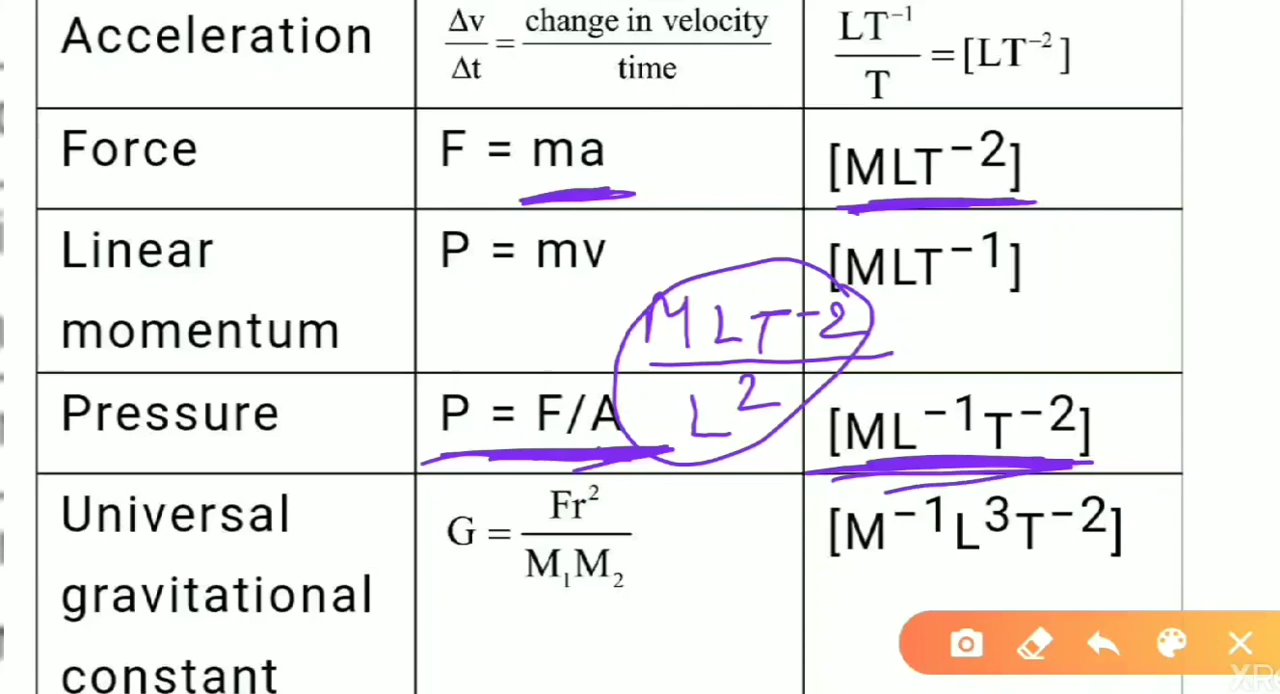 Acceleration Δv/Δt = change in velocity/time LT⁻¹/T = [LT⁻²]
Force F = ma [MLT⁻²]
Linear momentum P = mv [MLT⁻¹]
MLT⁻²/L²
Pressure P = F/A [ML⁻¹T⁻²]
Universal gravitational constant G = Fr²/M₁M₂ [M⁻¹L³T⁻²]